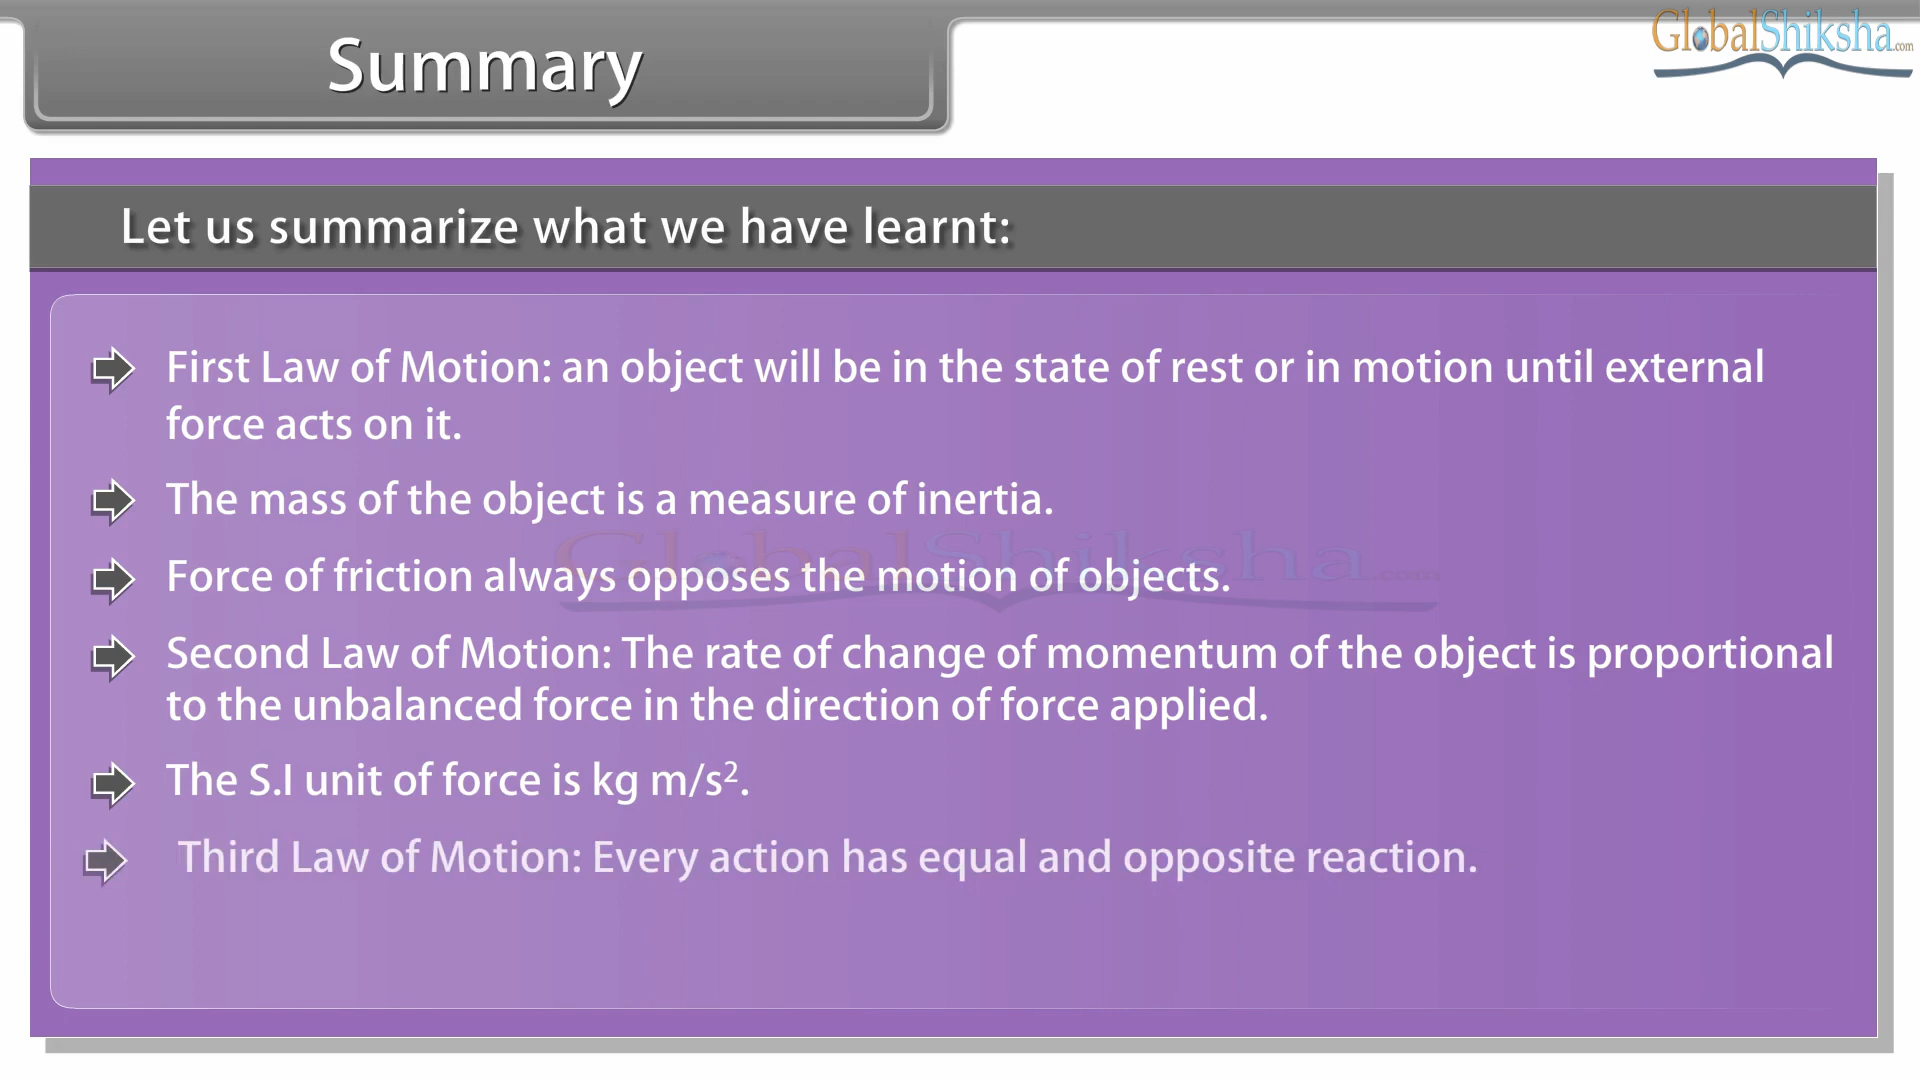 Summary
GlobalShiksha.com
Let us summarize what we have learnt:
First Law of Motion: an object will be in the state of rest or in motion until external
force acts on it.
The mass of the object is a measure of inertia.
GlobalShiksha.com
Force of friction always opposes the motion of objects.
Second Law of Motion: The rate of change of momentum of the object is proportional
to the unbalanced force in the direction of force applied.
The S.I unit of force is kg m/s².
Third Law of Motion: Every action has equal and opposite reaction.